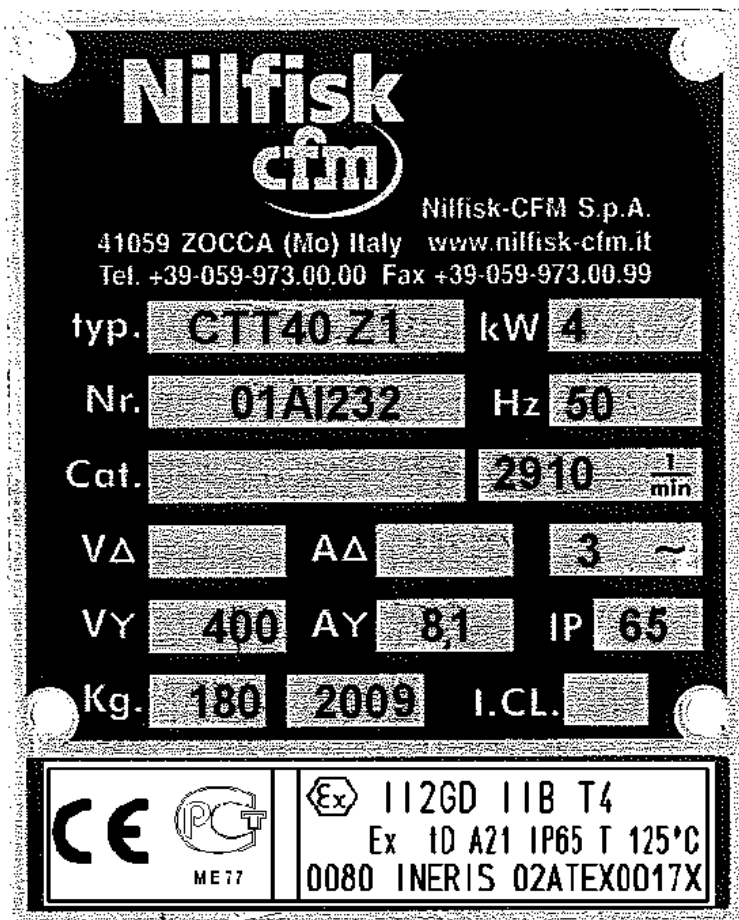 Nilfisk
cfm
Nilfisk-CFM S.p.A.
41059 ZOCCA (Mo) Italy www.nilfisk-cfm.it
Tel. +39-059-973.00.00 Fax +39-059-973.00.99
typ. CTT40 Z1 kW 4
Nr. 01AI232 Hz 50
Cat. 2910 1/min
VΔ AΔ 3 ~
VY 400 AY 8,1 IP 65
Kg. 180 2009 I.CL.
CE PCT Ex II2GD IIB T4
Ex tD A21 IP65 T 125°C
ME77 0080 INERIS 02ATEX0017X